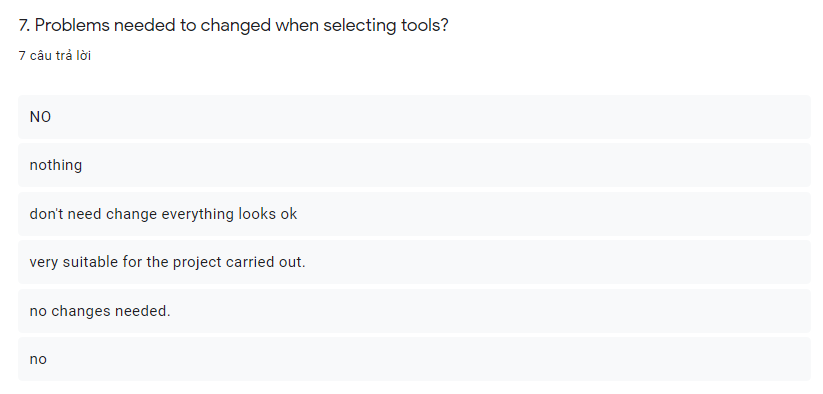 7. Problems needed to changed when selecting tools?
7 câu trả lời
NO
nothing
don't need change everything looks ok
very suitable for the project carried out.
no changes needed.
no